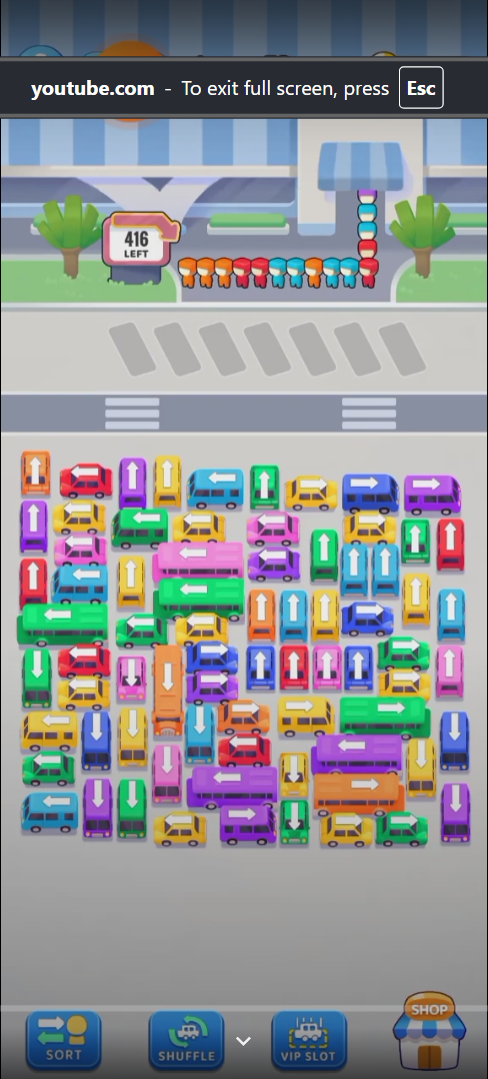 youtube.com - To exit full screen, press Esc
416
LEFT
SHOP
SORT
SHUFFLE
VIP SLOT